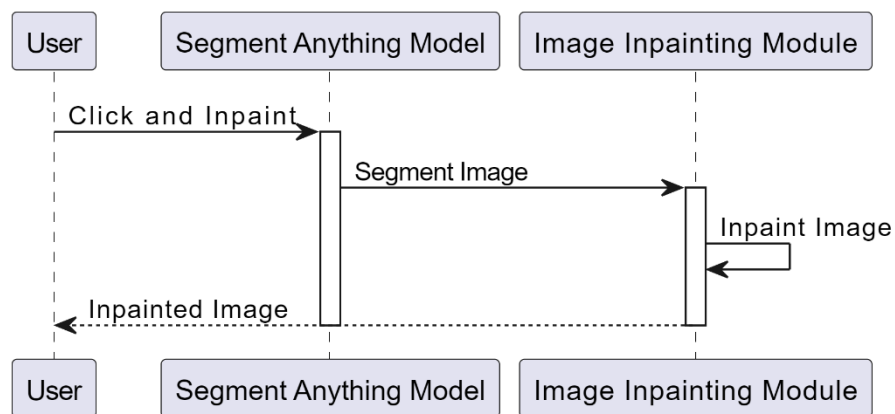 User
Segment Anything Model
Image Inpainting Module
Click and Inpaint
Segment Image
Inpaint Image
Inpainted Image
User
Segment Anything Model
Image Inpainting Module